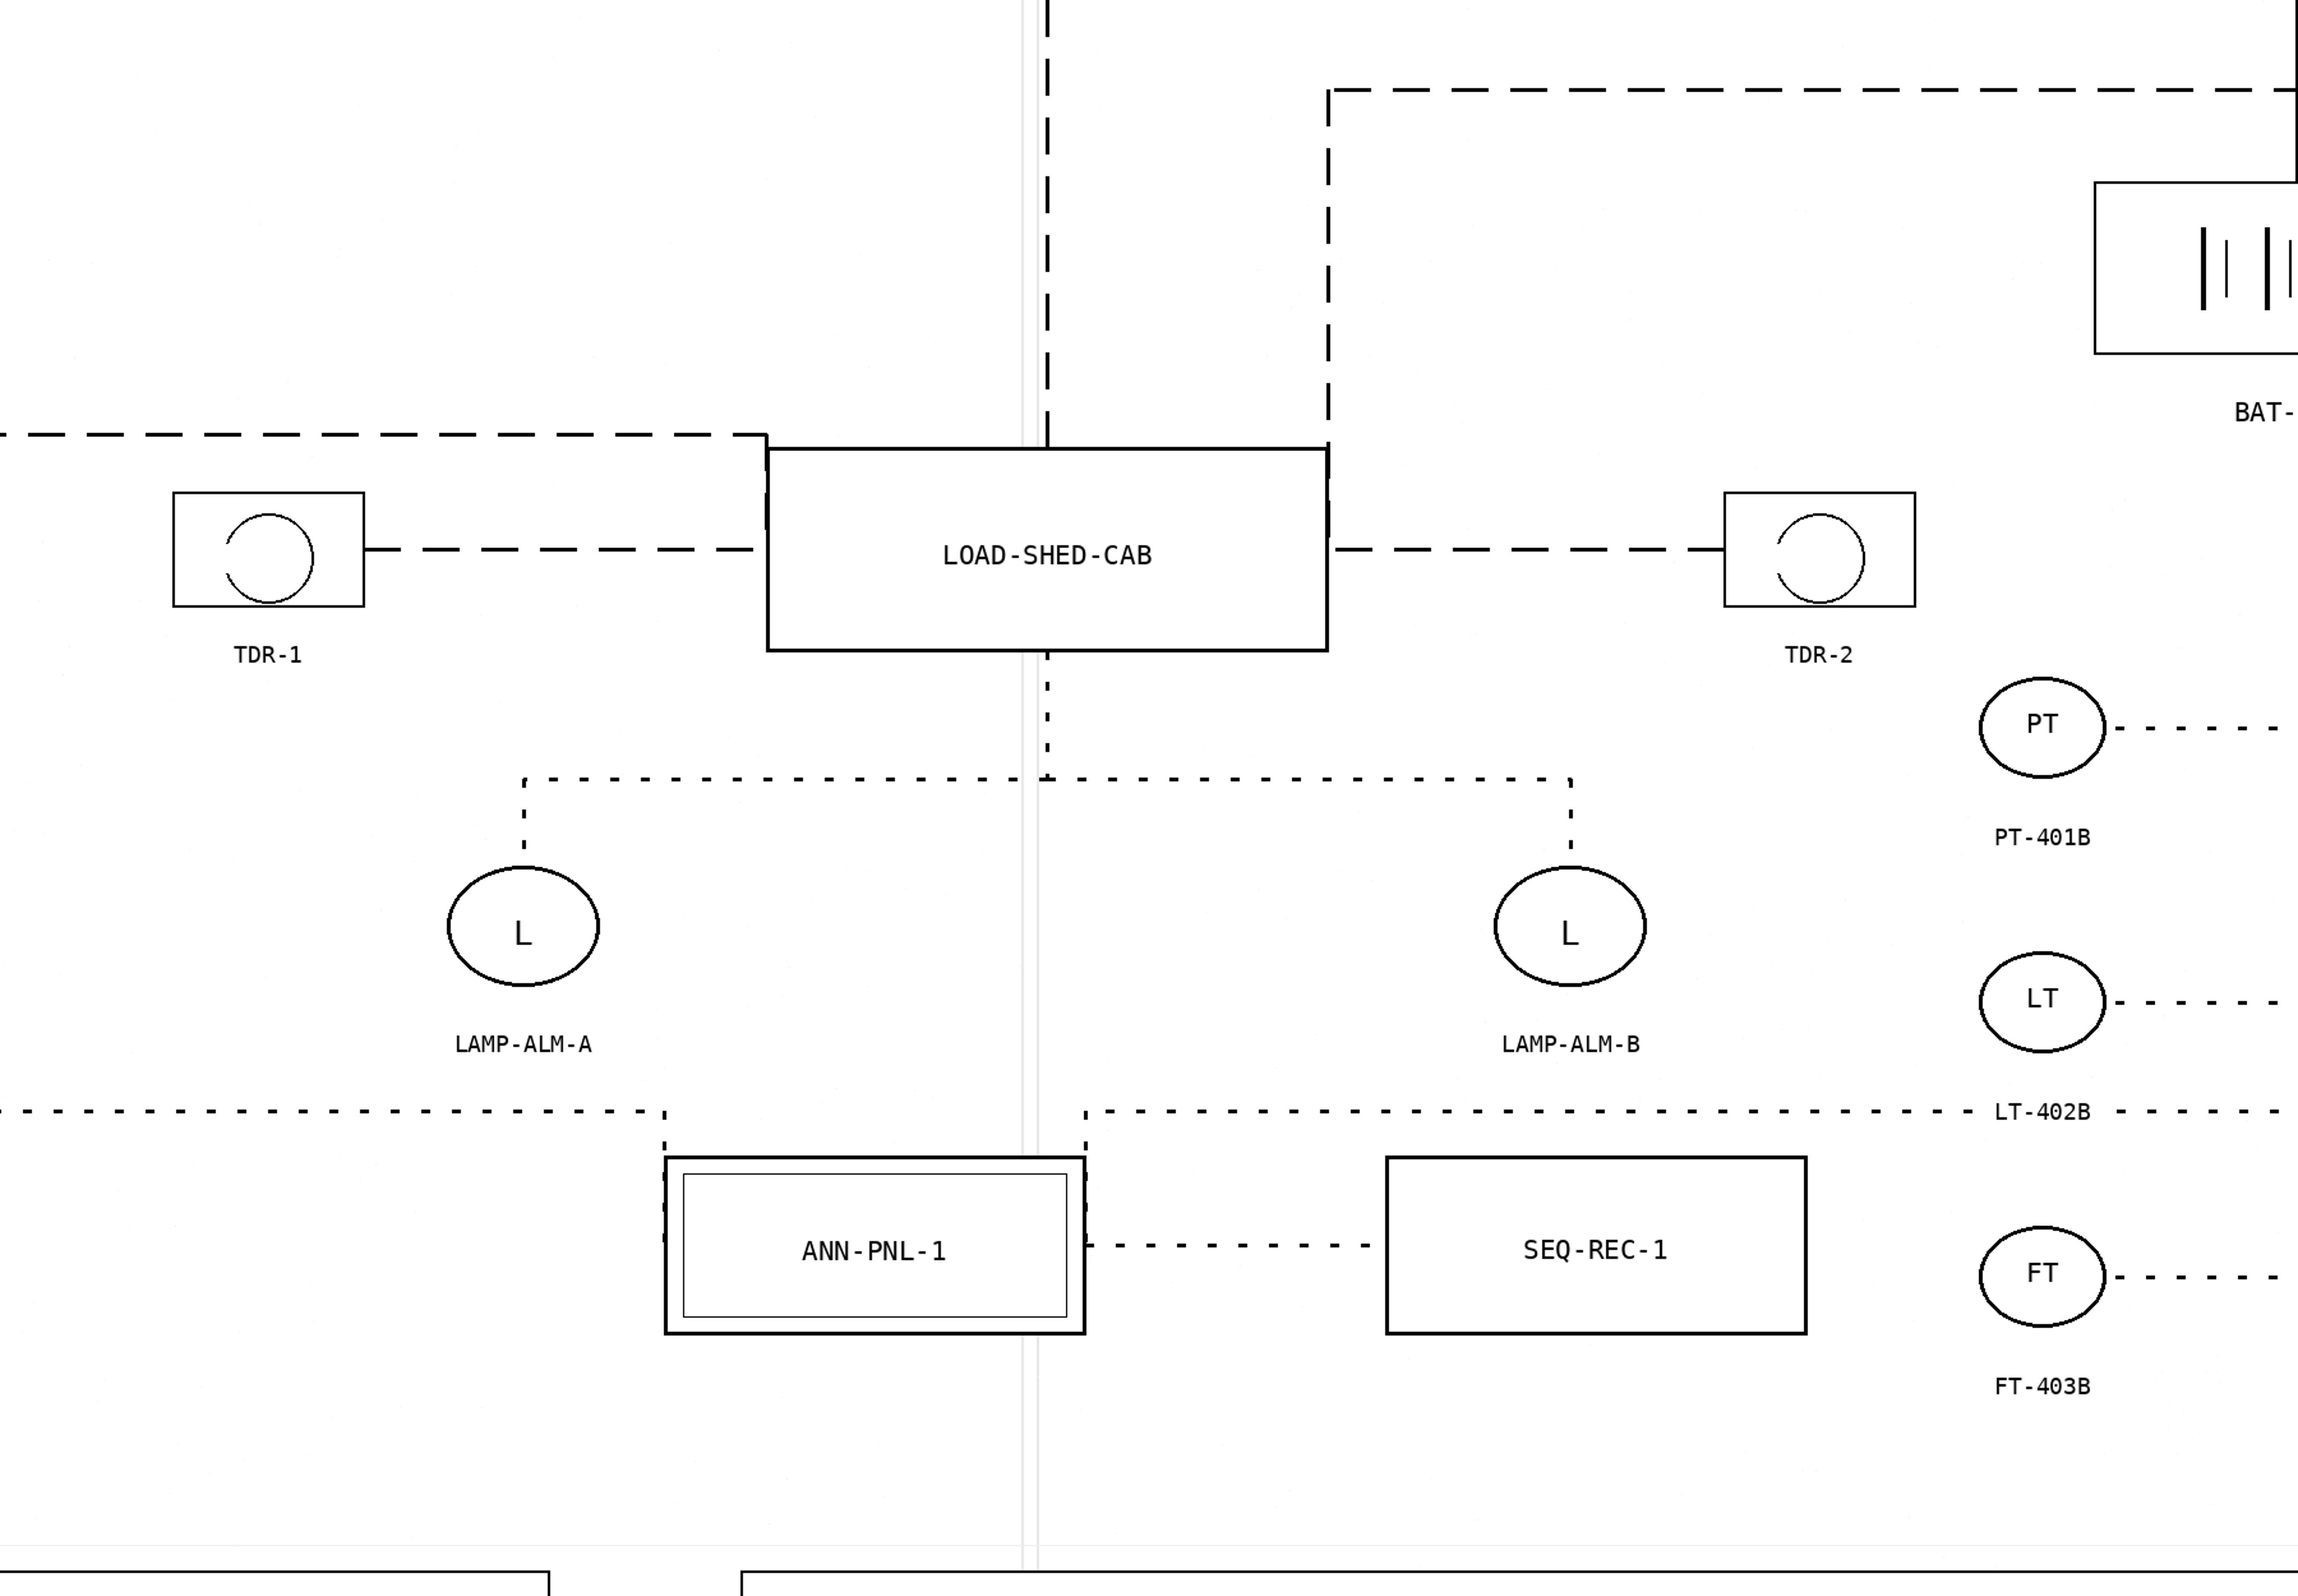 BAT-
LOAD-SHED-CAB
TDR-1
TDR-2
PT
PT-401B
L
L
LT
LAMP-ALM-A
LAMP-ALM-B
LT-402B
ANN-PNL-1
SEQ-REC-1
FT
FT-403B